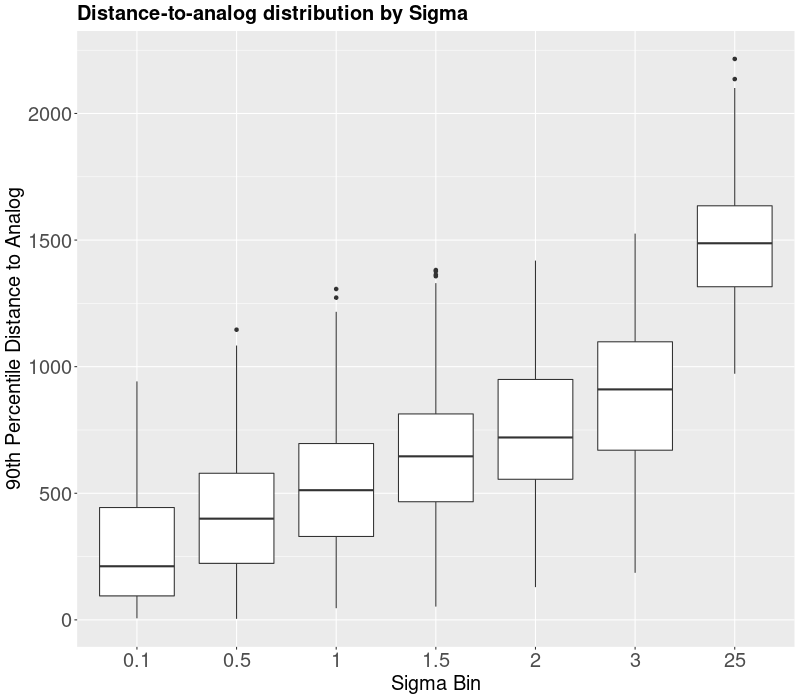 Distance-to-analog distribution by Sigma
90th Percentile Distance to Analog
2000
1500
1000
500
0
0.1 0.5 1 1.5 2 3 25
Sigma Bin